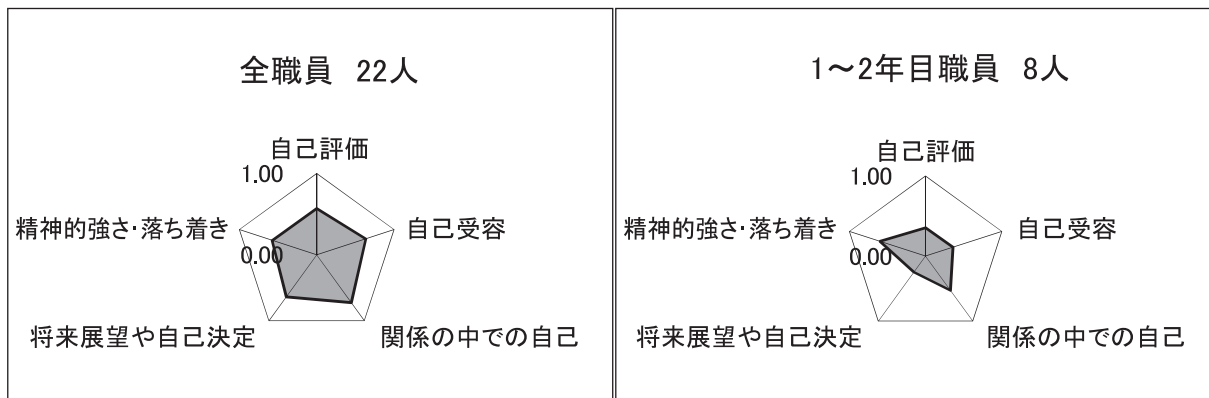 全職員 22人
自己評価
1.00
精神的強さ・落ち着き
自己受容
0.00
将来展望や自己決定
関係の中での自己
1～2年目職員 8人
自己評価
1.00
精神的強さ・落ち着き
自己受容
0.00
将来展望や自己決定
関係の中での自己